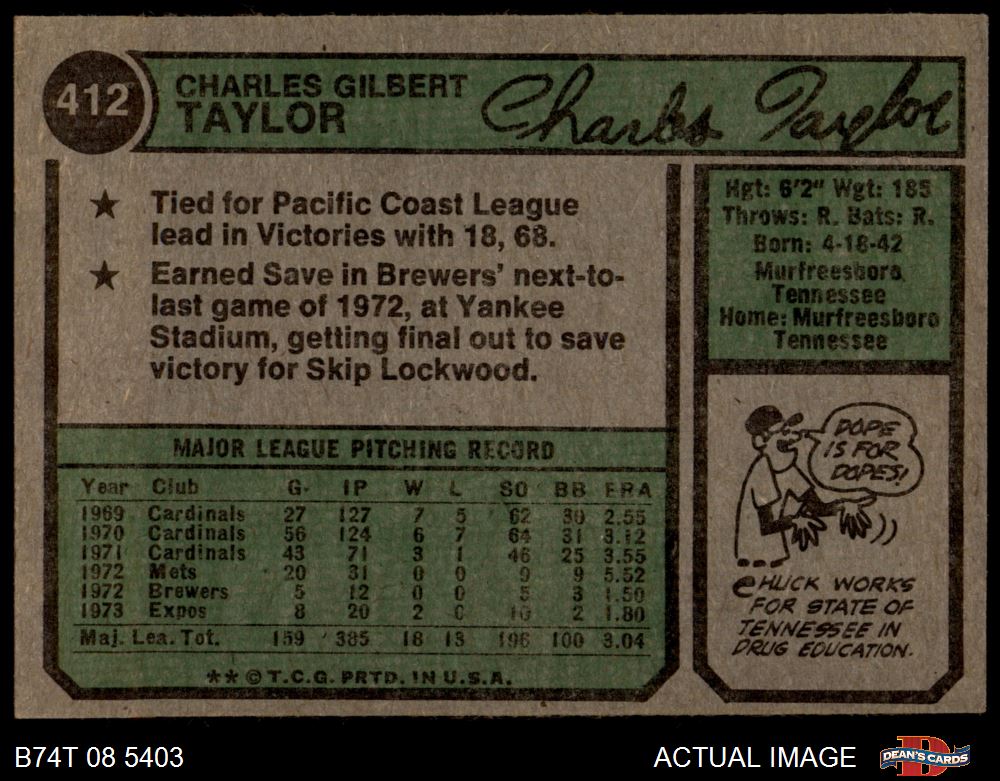 412
CHARLES GILBERT
TAYLOR
Charles Taylor
★ Tied for Pacific Coast League
lead in Victories with 18, 68.
★ Earned Save in Brewers' next-to-
last game of 1972, at Yankee
Stadium, getting final out to save
victory for Skip Lockwood.
Hgt: 6'2" Wgt: 185
Throws: R. Bats: R.
Born: 4-18-42
Murfreesboro
Tennessee
Home: Murfreesboro
Tennessee
MAJOR LEAGUE PITCHING RECORD
Year Club G. IP W L SO BB ERA
1969 Cardinals 27 127 7 5 62 30 2.55
1970 Cardinals 56 124 6 7 64 31 3.12
1971 Cardinals 43 71 3 1 46 25 3.55
1972 Mets 20 31 0 0 9 9 5.52
1972 Brewers 5 12 0 0 5 3 1.50
1973 Expos 8 20 2 0 10 2 1.80
Maj. Lea. Tot. 159 385 18 13 196 100 3.04
** © T.C.G. PRTD. IN U.S.A.
DOPE
IS FOR
DOPES!
CHUCK WORKS
FOR STATE OF
TENNESSEE IN
DRUG EDUCATION.
B74T 08 5403
ACTUAL IMAGE
DEAN'S CARDS